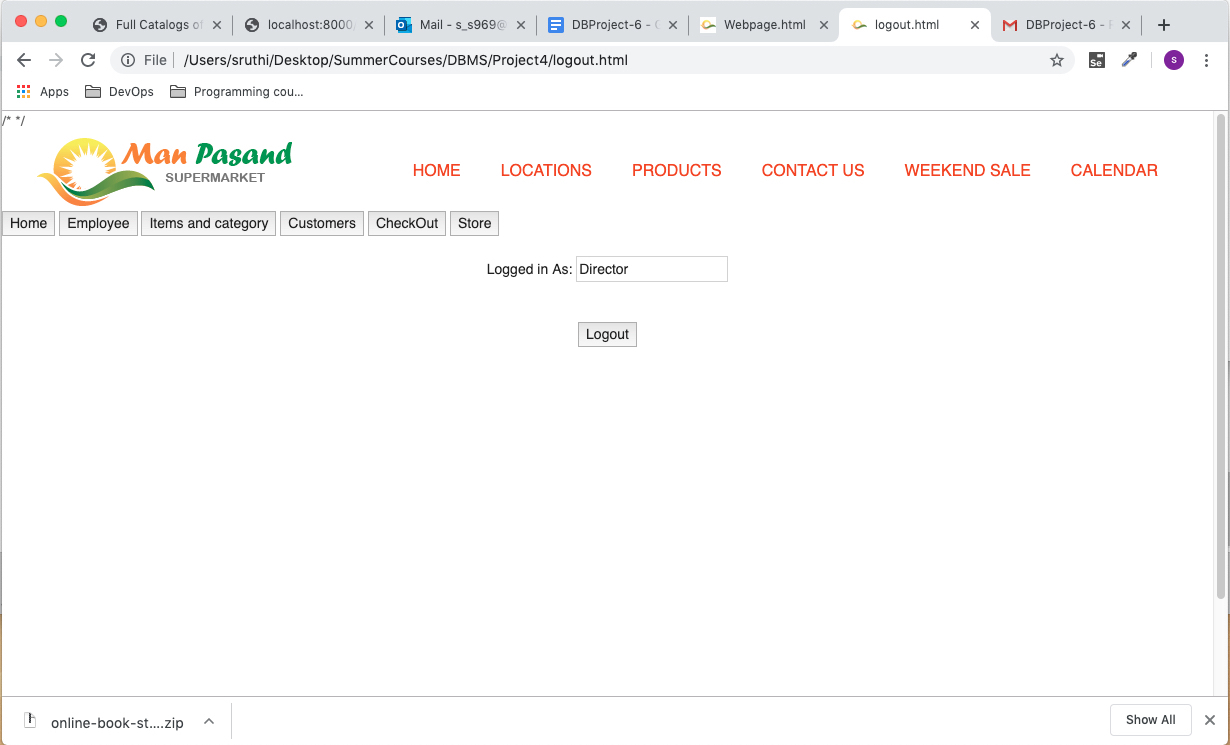 Full Catalogs of localhost:8000 Mail - s_s969@ DBProject-6 - Webpage.html logout.html DBProject-6 -
File /Users/sruthi/Desktop/SummerCourses/DBMS/Project4/logout.html Se s
Apps DevOps Programming cou...
/* */
Man Pasand
SUPERMARKET
HOME LOCATIONS PRODUCTS CONTACT US WEEKEND SALE CALENDAR
Home Employee Items and category Customers CheckOut Store
Logged in As: Director
Logout
online-book-st....zip Show All